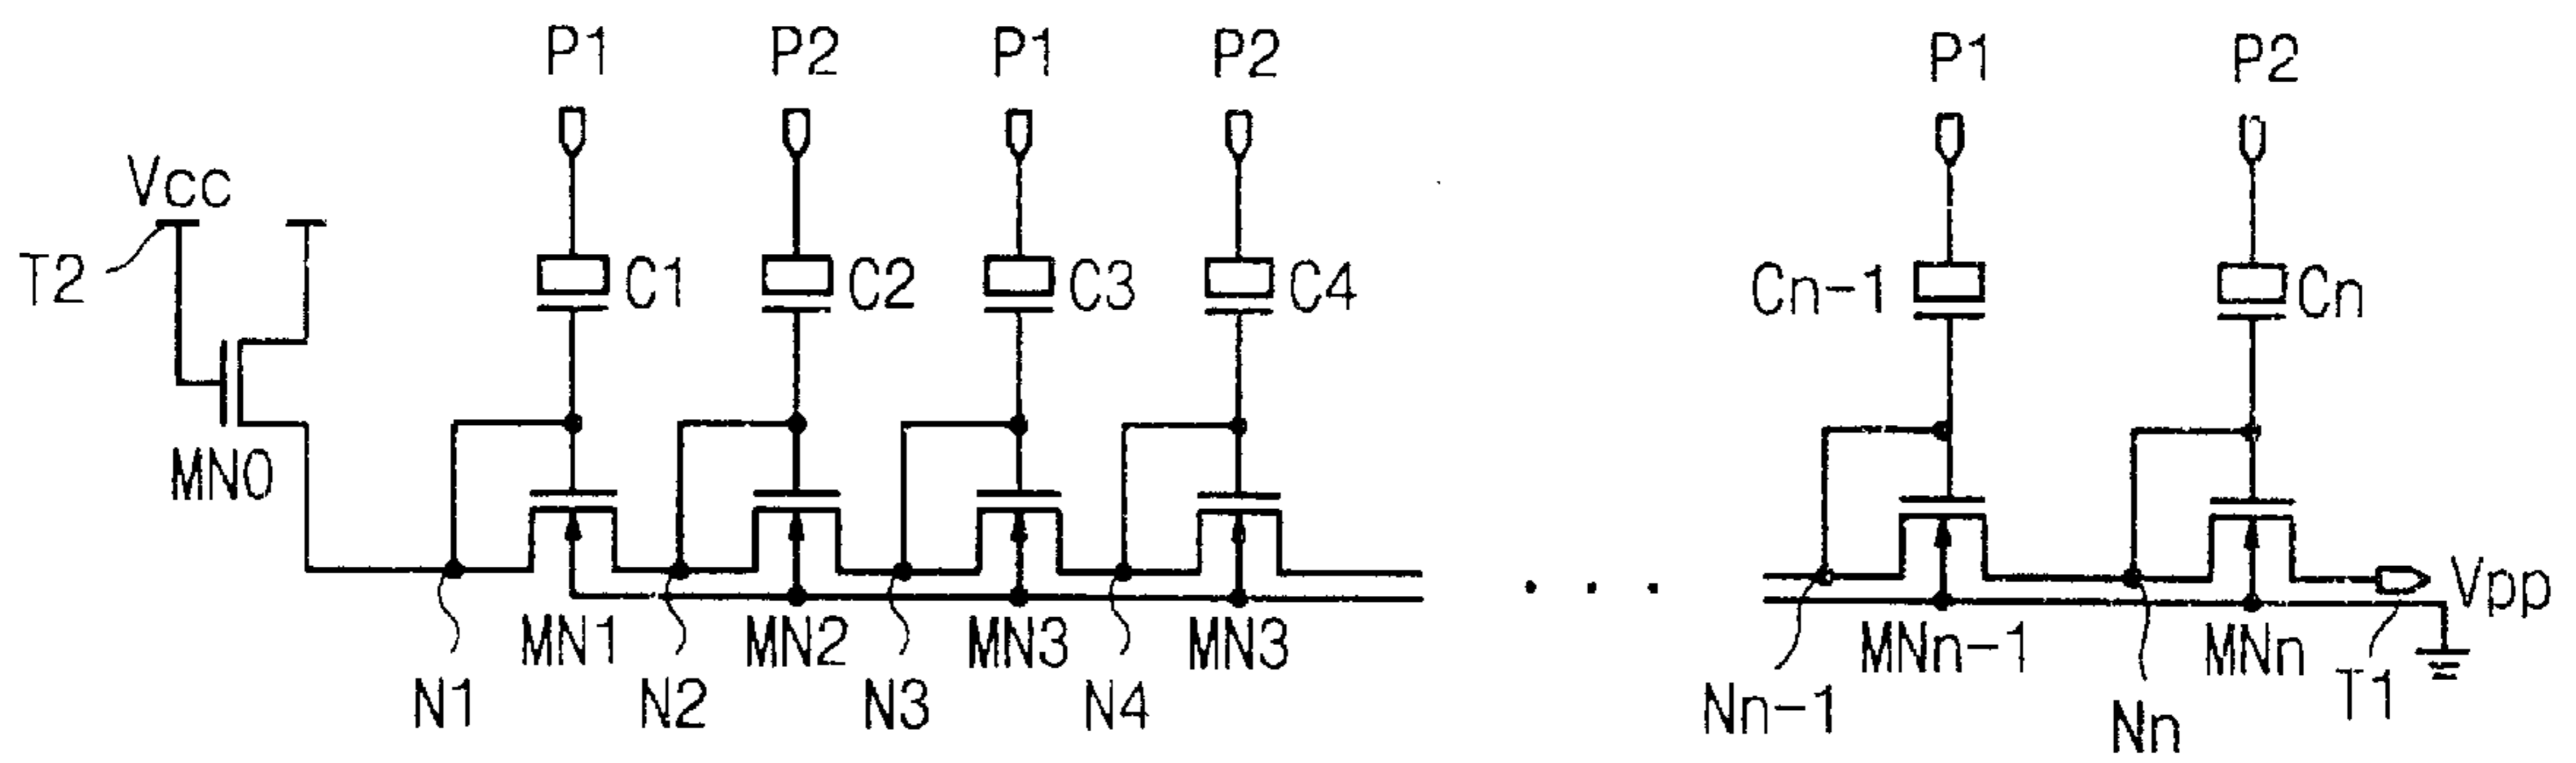 P1 P2 P1 P2 P1 P2
Vcc
T2
C1 C2 C3 C4 Cn-1 Cn
MN0
Vpp
MN1 MN2 MN3 MN3 MNn-1 MNn
T1
N1 N2 N3 N4 Nn-1 Nn